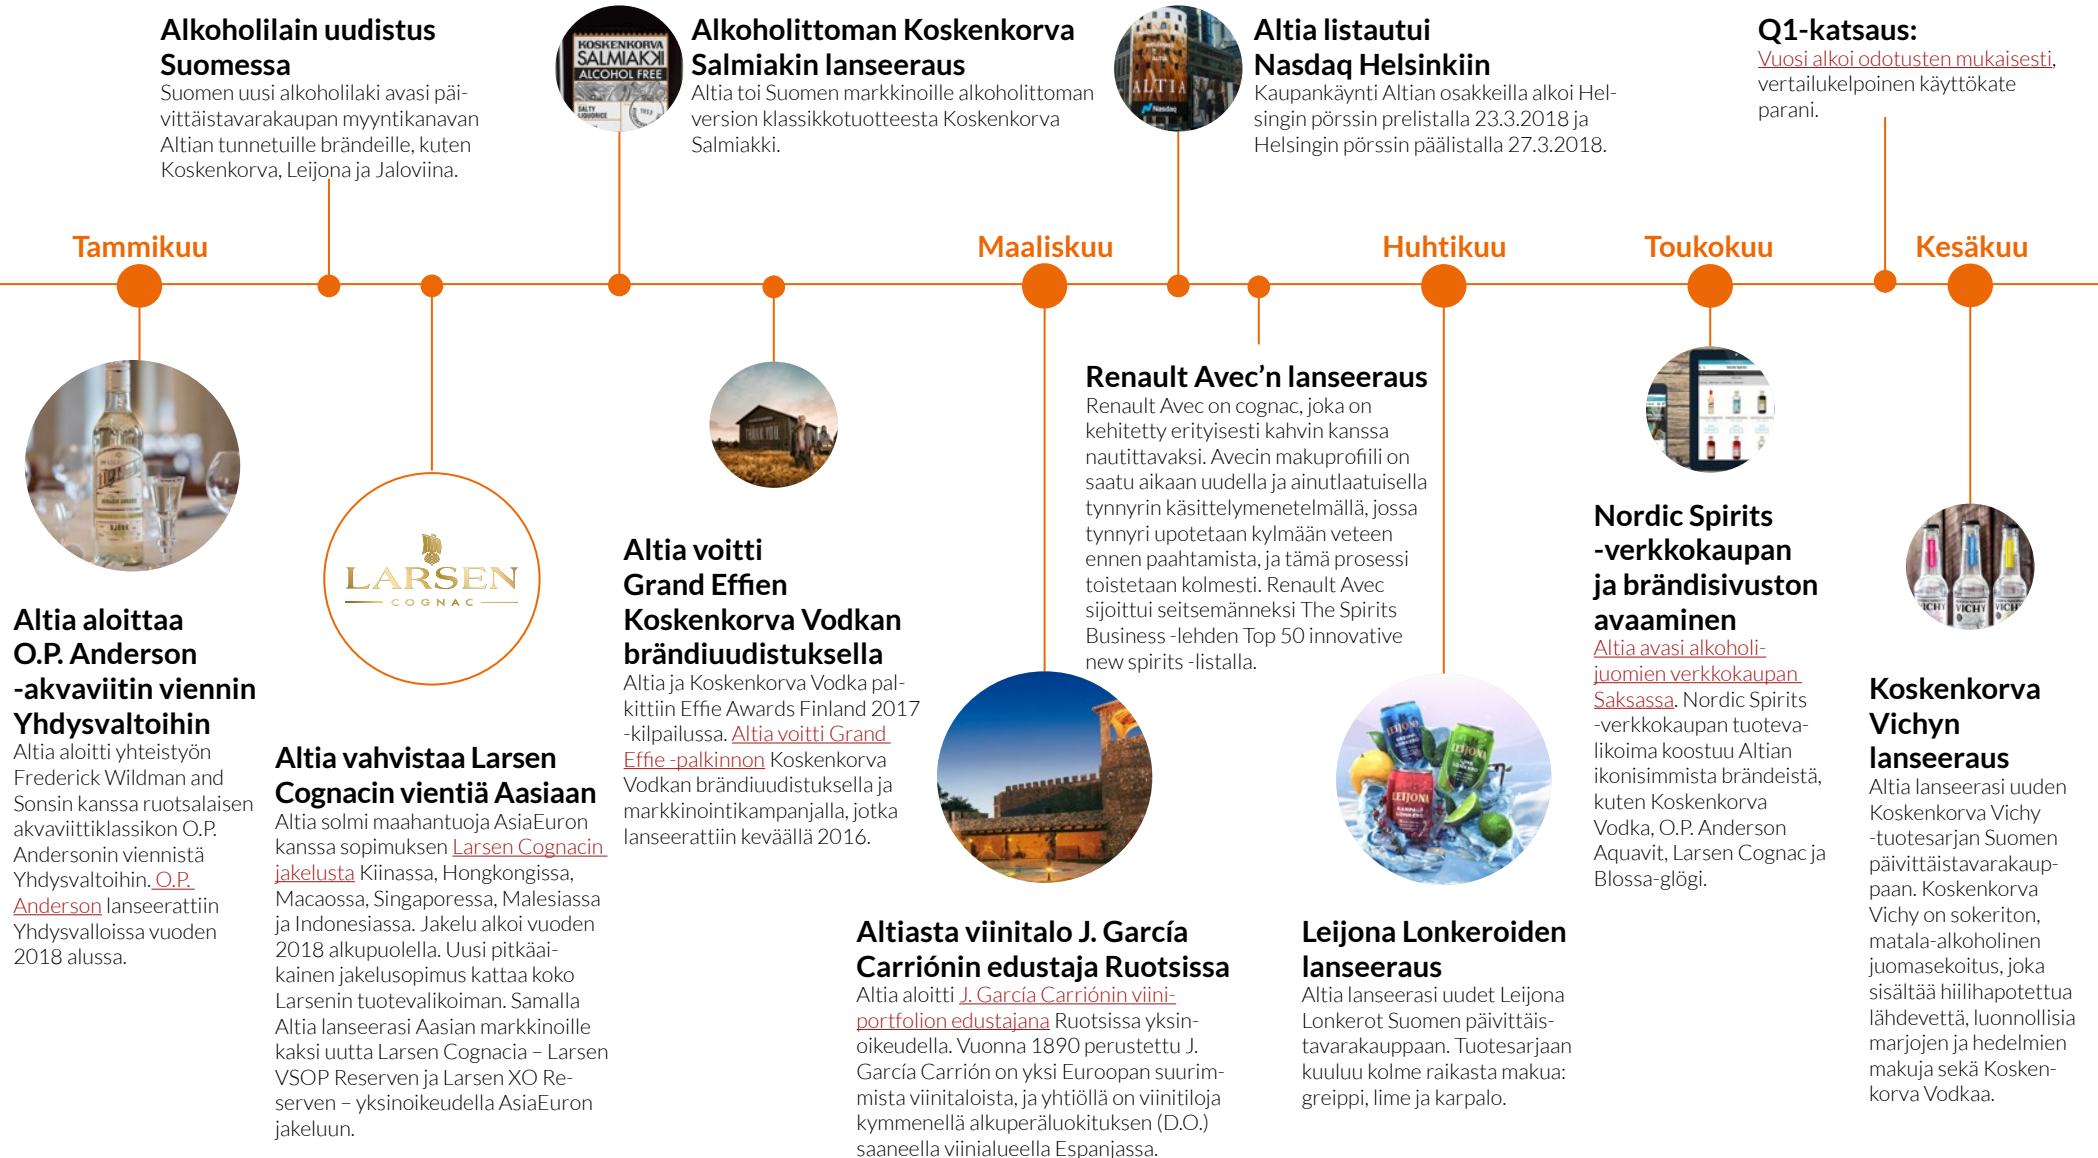 Alkoholilain uudistus
Suomessa
Suomen uusi alkoholilaki avasi päi-
vittäistavarakaupan myyntikanavan
Altian tunnetuille brändeille, kuten
Koskenkorva, Leijona ja Jaloviina.
KOSKENKORVA
SALMIAKKI
ALCOHOL FREE
SALTY
LIQUORICE
Alkoholittoman Koskenkorva
Salmiakin lanseeraus
Altia toi Suomen markkinoille alkoholittoman
version klassikkotuotteesta Koskenkorva
Salmiakki.
ALTIA
Nasdaq
Altia listautui
Nasdaq Helsinkiin
Kaupankäynti Altian osakkeilla alkoi Hel-
singin pörssin prelistalla 23.3.2018 ja
Helsingin pörssin päälistalla 27.3.2018.
Q1-katsaus:
Vuosi alkoi odotusten mukaisesti,
vertailukelpoinen käyttökate
parani.
Tammikuu
Maaliskuu
Huhtikuu
Toukokuu
Kesäkuu
Altia aloittaa
O.P. Anderson
-akvaviitin viennin
Yhdysvaltoihin
Altia aloitti yhteistyön
Frederick Wildman and
Sonsin kanssa ruotsalaisen
akvaviittiklassikon O.P.
Andersonin viennistä
Yhdysvaltoihin. O.P.
Anderson lanseerattiin
Yhdysvalloissa vuoden
2018 alussa.
LARSEN
COGNAC
Altia vahvistaa Larsen
Cognacin vientiä Aasiaan
Altia solmi maahantuoja AsiaEuron
kanssa sopimuksen Larsen Cognacin
jakelusta Kiinassa, Hongkongissa,
Macaossa, Singaporessa, Malesiassa
ja Indonesiassa. Jakelu alkoi vuoden
2018 alkupuolella. Uusi pitkäai-
kainen jakelusopimus kattaa koko
Larsenin tuotevalikoiman. Samalla
Altia lanseerasi Aasian markkinoille
kaksi uutta Larsen Cognacia – Larsen
VSOP Reserven ja Larsen XO Re-
serven – yksinoikeudella AsiaEuron
jakeluun.
THANK YOU.
Altia voitti
Grand Effien
Koskenkorva Vodkan
brändiuudistuksella
Altia ja Koskenkorva Vodka pal-
kittiin Effie Awards Finland 2017
-kilpailussa. Altia voitti Grand
Effie -palkinnon Koskenkorva
Vodkan brändiuudistuksella ja
markkinointikampanjalla, jotka
lanseerattiin keväällä 2016.
Altiasta viinitalo J. García
Carriónin edustaja Ruotsissa
Altia aloitti J. García Carriónin viini-
portfolion edustajana Ruotsissa yksin-
oikeudella. Vuonna 1890 perustettu J.
García Carrión on yksi Euroopan suurim-
mista viinitaloista, ja yhtiöllä on viinitiloja
kymmenellä alkuperäluokituksen (D.O.)
saaneella viinialueella Espanjassa.
Renault Avec’n lanseeraus
Renault Avec on cognac, joka on
kehitetty erityisesti kahvin kanssa
nautittavaksi. Avecin makuprofiili on
saatu aikaan uudella ja ainutlaatuisella
tynnyrin käsittelymenetelmällä, jossa
tynnyri upotetaan kylmään veteen
ennen paahtamista, ja tämä prosessi
toistetaan kolmesti. Renault Avec
sijoittui seitsemänneksi The Spirits
Business -lehden Top 50 innovative
new spirits -listalla.
LEIJONA
LEIJONA
LEIJONA
Leijona Lonkeroiden
lanseeraus
Altia lanseerasi uudet Leijona
Lonkerot Suomen päivittäis-
tavarakauppaan. Tuotesarjaan
kuuluu kolme raikasta makua:
greippi, lime ja karpalo.
Nordic Spirits
-verkkokaupan
ja brändisivuston
avaaminen
Altia avasi alkoholi-
juomien verkkokaupan
Saksassa. Nordic Spirits
-verkkokaupan tuoteva-
likoima koostuu Altian
ikonisimmista brändeistä,
kuten Koskenkorva
Vodka, O.P. Anderson
Aquavit, Larsen Cognac ja
Blossa-glögi.
VICHY
VICHY
VICHY
Koskenkorva
Vichyn
lanseeraus
Altia lanseerasi uuden
Koskenkorva Vichy
-tuotesarjan Suomen
päivittäistavarakaup-
paan. Koskenkorva
Vichy on sokeriton,
matala-alkoholinen
juomasekoitus, joka
sisältää hiilihapotettua
lähdevettä, luonnollisia
marjojen ja hedelmien
makuja sekä Kosken-
korva Vodkaa.